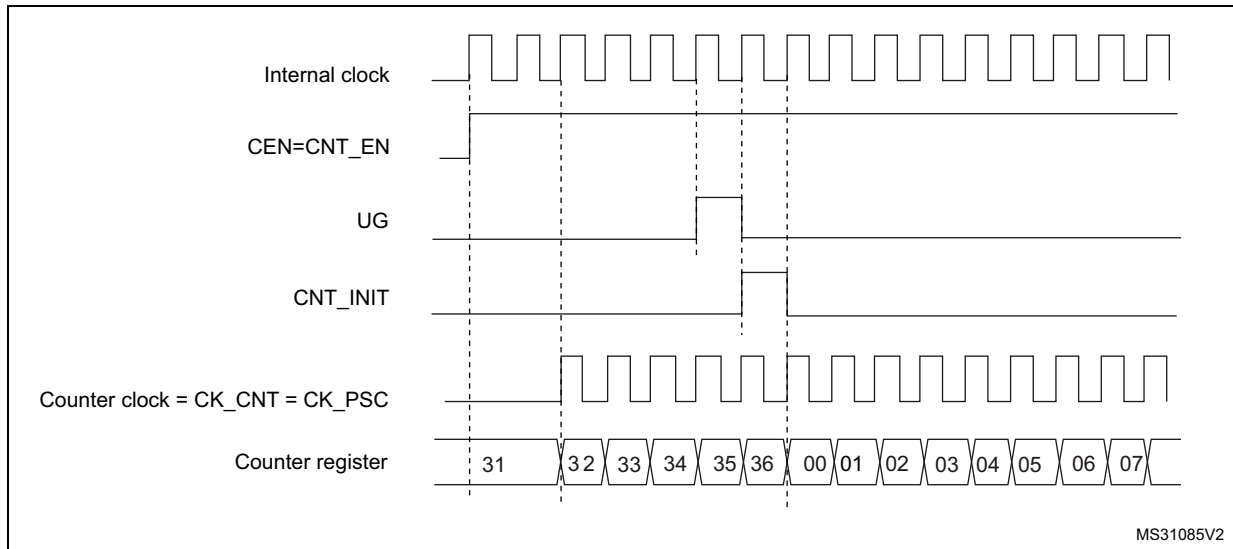 Internal clock
CEN=CNT_EN
UG
CNT_INIT
Counter clock = CK_CNT = CK_PSC
Counter register 31 32 33 34 35 36 00 01 02 03 04 05 06 07
MS31085V2